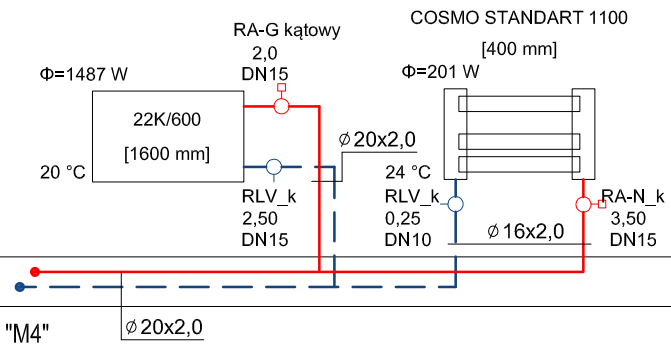 COSMO STANDART 1100
[400 mm]
RA-G kątowy
2,0
DN15
Φ=1487 W
Φ=201 W
22K/600
[1600 mm]
20 °C
⌀20x2,0
24 °C
RLV_k
2,50
DN15
RLV_k
0,25
DN10
RA-N_k
3,50
DN15
⌀16x2,0
"M4"
⌀20x2,0